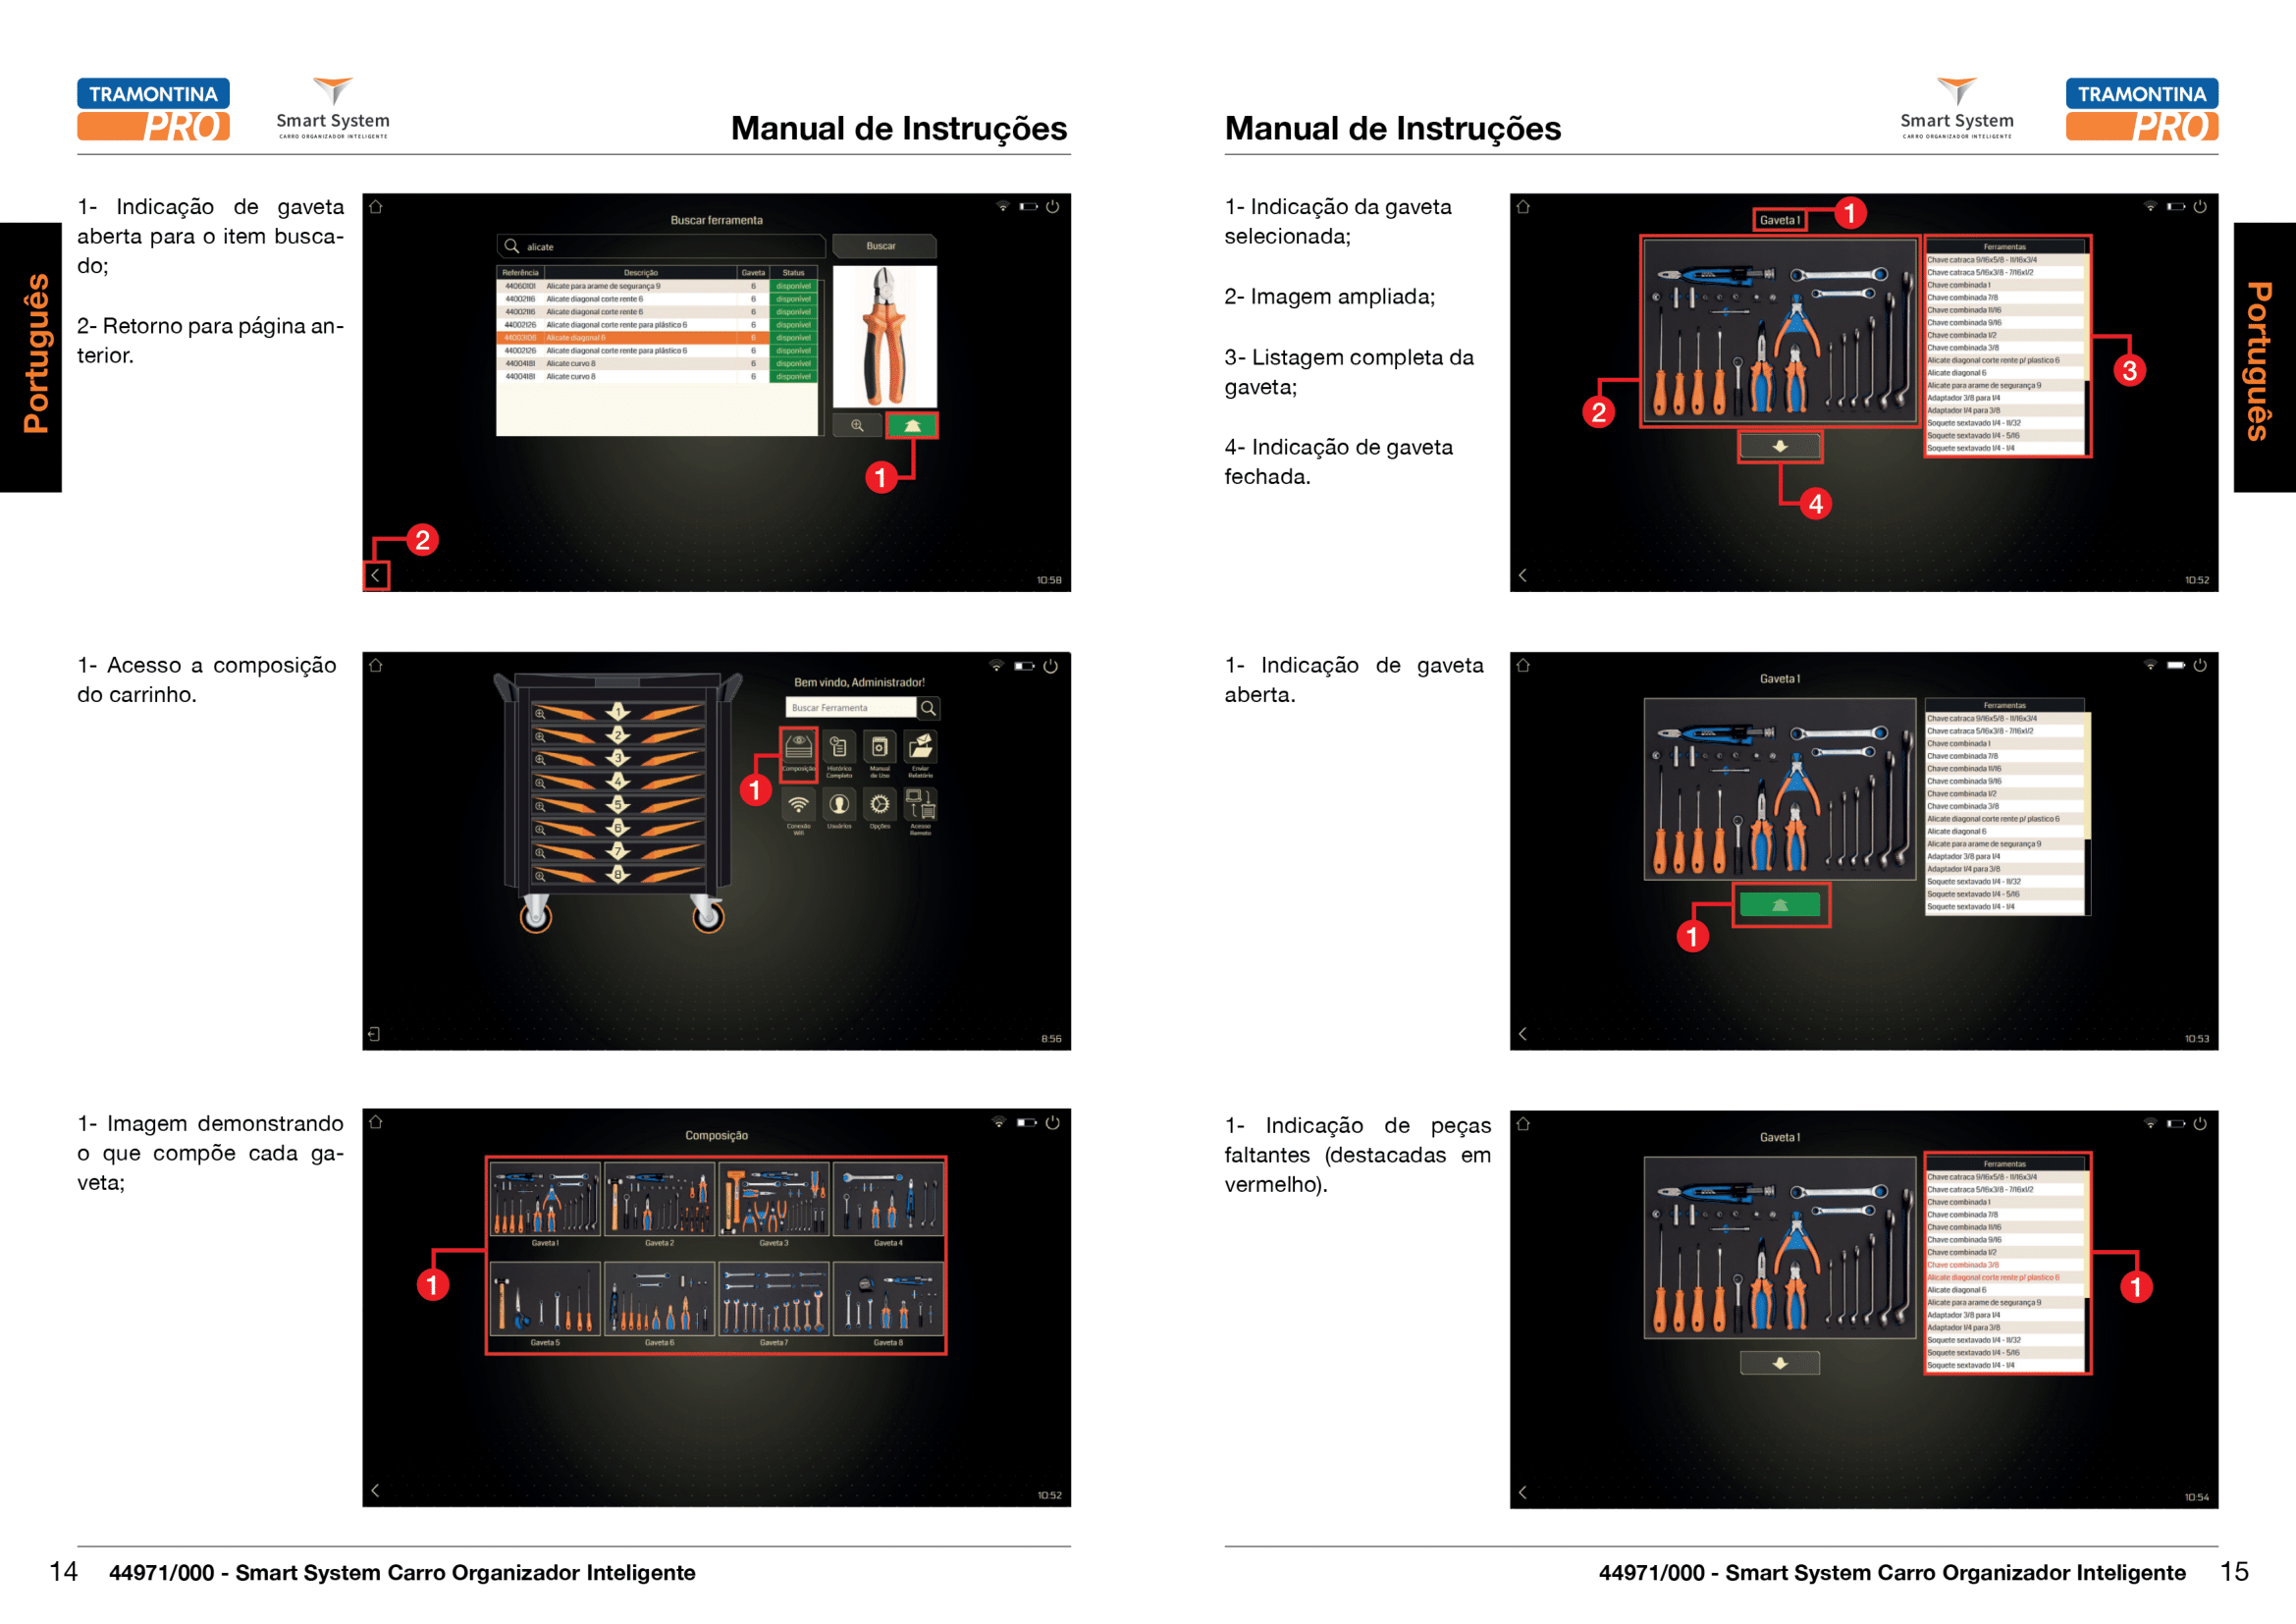 TRAMONTINA
PRO
Smart System
CARRO ORGANIZADOR INTELIGENTE
Manual de Instruções
Português
1- Indicação de gaveta
aberta para o item busca-
do;
2- Retorno para página an-
terior.
Buscar ferramenta
alicate
Buscar
Referência Descrição Gaveta Status
44060101 Alicate para arame de segurança 9 6 disponível
44002116 Alicate diagonal corte rente 6 6 disponível
44002116 Alicate diagonal corte rente 6 6 disponível
44002126 Alicate diagonal corte rente para plástico 6 6 disponível
44003106 Alicate diagonal 6 6 disponível
44002126 Alicate diagonal corte rente para plástico 6 6 disponível
44004181 Alicate curvo 8 6 disponível
44004181 Alicate curvo 8 6 disponível
1
2
10:58
1- Acesso a composição
do carrinho.
1
2
3
4
5
6
7
8
Bem vindo, Administrador!
Buscar Ferramenta
Composição
Histórico Completo
Manual de Uso
Enviar Relatório
1
Conexão Wifi
Usuários
Opções
Acesso Remoto
8:56
1- Imagem demonstrando
o que compõe cada ga-
veta;
Composição
Gaveta 1 Gaveta 2 Gaveta 3 Gaveta 4
1
Gaveta 5 Gaveta 6 Gaveta 7 Gaveta 8
10:52
14 44971/000 - Smart System Carro Organizador Inteligente
Manual de Instruções
Smart System
CARRO ORGANIZADOR INTELIGENTE
TRAMONTINA
PRO
Português
1- Indicação da gaveta
selecionada;
2- Imagem ampliada;
3- Listagem completa da
gaveta;
4- Indicação de gaveta
fechada.
Gaveta 1
1
Ferramentas
Chave catraca 9/16x5/8 - 11/16x3/4
Chave catraca 5/16x3/8 - 7/16x1/2
Chave combinada 1
Chave combinada 7/8
Chave combinada 11/16
Chave combinada 9/16
Chave combinada 1/2
Chave combinada 3/8
Alicate diagonal corte rente p/ plastico 6
Alicate diagonal 6
Alicate para arame de segurança 9
Adaptador 3/8 para 1/4
Adaptador 1/4 para 3/8
Soquete sextavado 1/4 - 11/32
Soquete sextavado 1/4 - 5/16
Soquete sextavado 1/4 - 1/4
2
3
4
10:52
1- Indicação de gaveta
aberta.
Gaveta 1
Ferramentas
Chave catraca 9/16x5/8 - 11/16x3/4
Chave catraca 5/16x3/8 - 7/16x1/2
Chave combinada 1
Chave combinada 7/8
Chave combinada 11/16
Chave combinada 9/16
Chave combinada 1/2
Chave combinada 3/8
Alicate diagonal corte rente p/ plastico 6
Alicate diagonal 6
Alicate para arame de segurança 9
Adaptador 3/8 para 1/4
Adaptador 1/4 para 3/8
Soquete sextavado 1/4 - 11/32
Soquete sextavado 1/4 - 5/16
Soquete sextavado 1/4 - 1/4
1
10:53
1- Indicação de peças
faltantes (destacadas em
vermelho).
Gaveta 1
Ferramentas
Chave catraca 9/16x5/8 - 11/16x3/4
Chave catraca 5/16x3/8 - 7/16x1/2
Chave combinada 1
Chave combinada 7/8
Chave combinada 11/16
Chave combinada 9/16
Chave combinada 1/2
Chave combinada 3/8
Alicate diagonal corte rente p/ plastico 6
Alicate diagonal 6
Alicate para arame de segurança 9
Adaptador 3/8 para 1/4
Adaptador 1/4 para 3/8
Soquete sextavado 1/4 - 11/32
Soquete sextavado 1/4 - 5/16
Soquete sextavado 1/4 - 1/4
1
10:54
44971/000 - Smart System Carro Organizador Inteligente 15